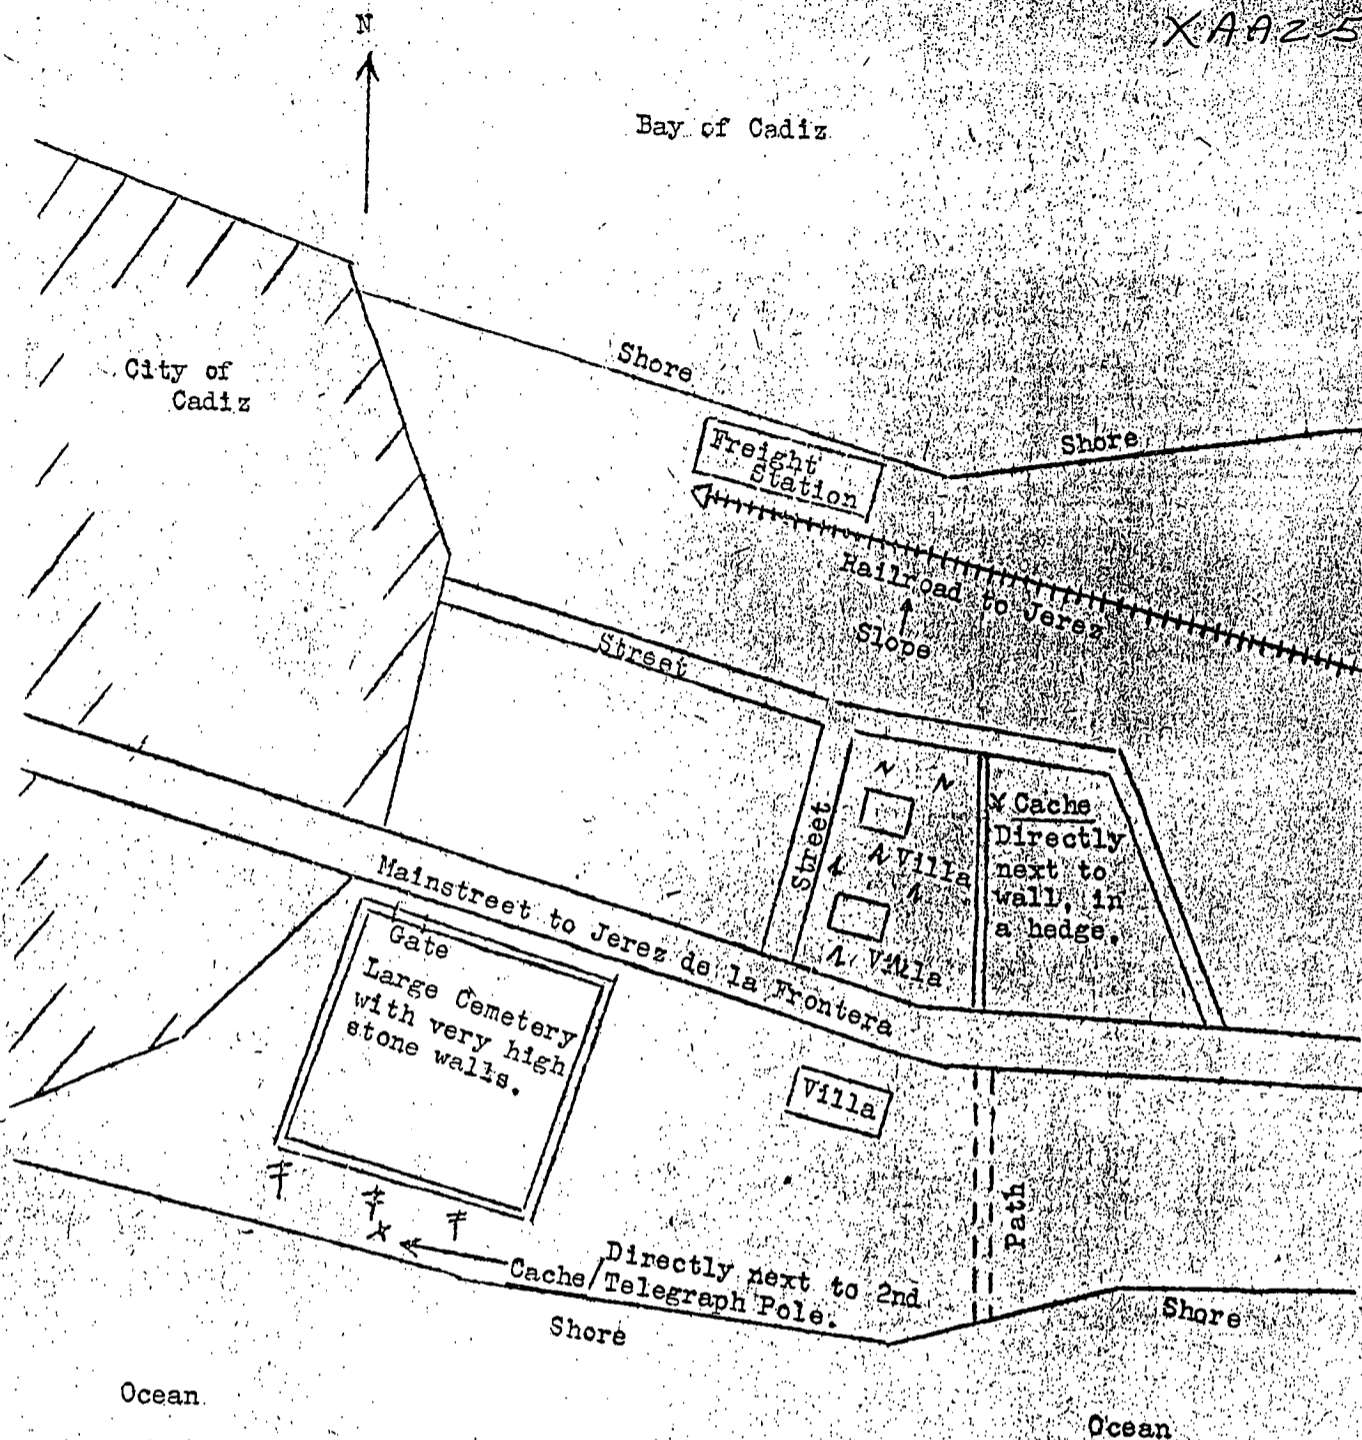 N
XAAZ-5
Bay of Cadiz
City of
Cadiz
Shore
Shore
Freight
Station
Railroad to Jerez
Slope
Street
Street
X Cache
Directly
next to
wall, in
a hedge.
Villa
Villa
Mainstreet to Jerez de la Frontera
Gate
Large Cemetery
with very high
stone walls.
Villa
Path
X
Cache/
Directly next to 2nd
Telegraph Pole.
Shore
Shore
Ocean
Ocean